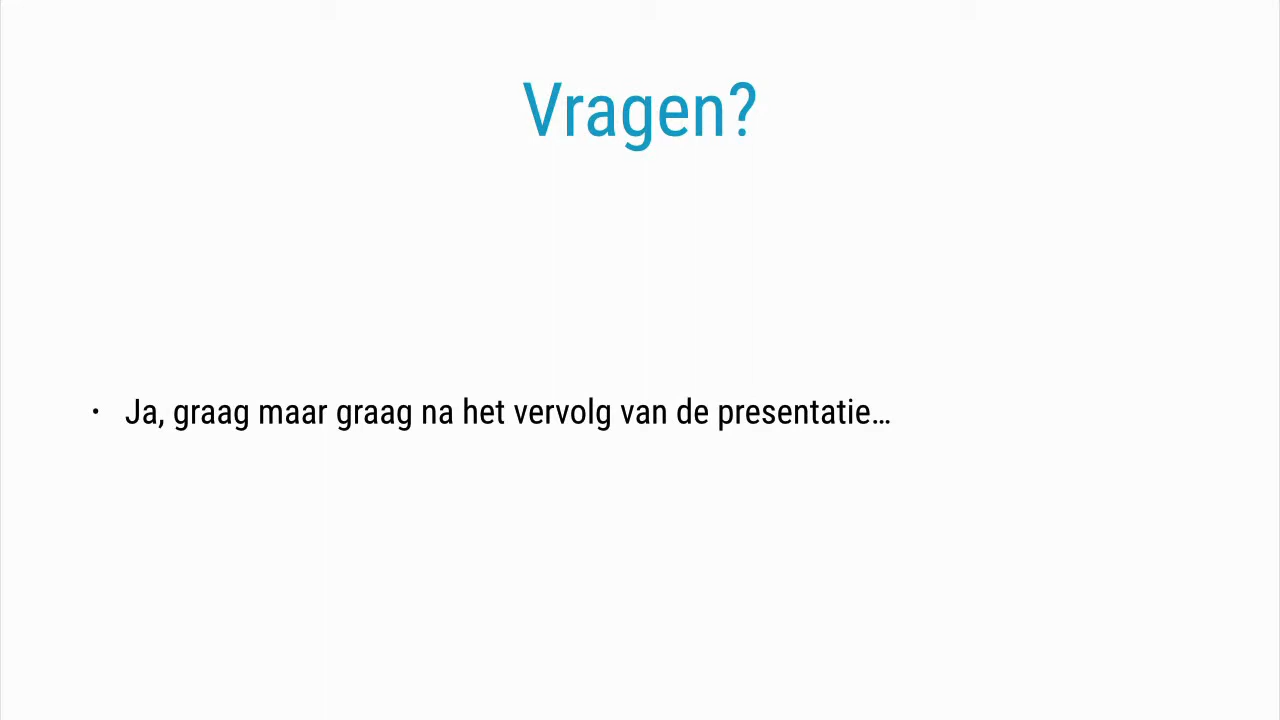 Vragen?
• Ja, graag maar graag na het vervolg van de presentatie…